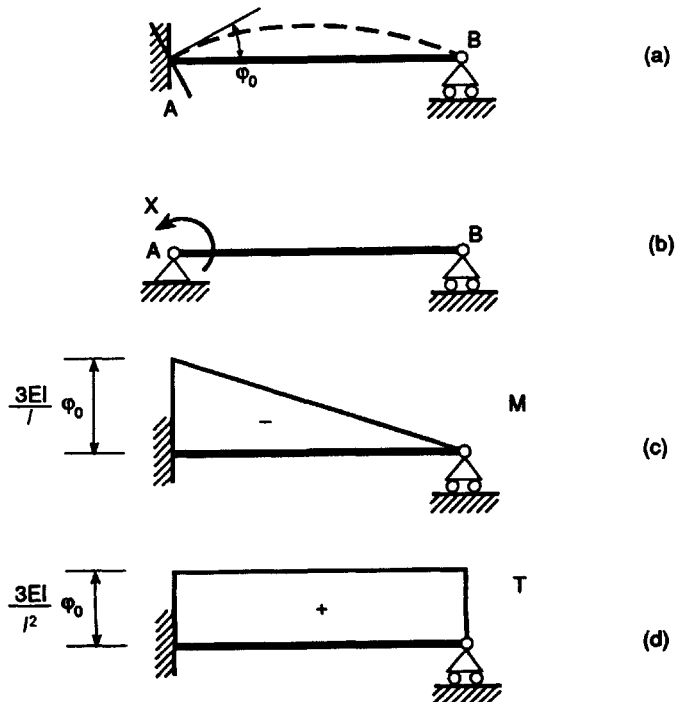 B
φ₀
A
(a)
X
A
B
(b)
3EI
l
φ₀
−
M
(c)
3EI
l²
φ₀
+
T
(d)